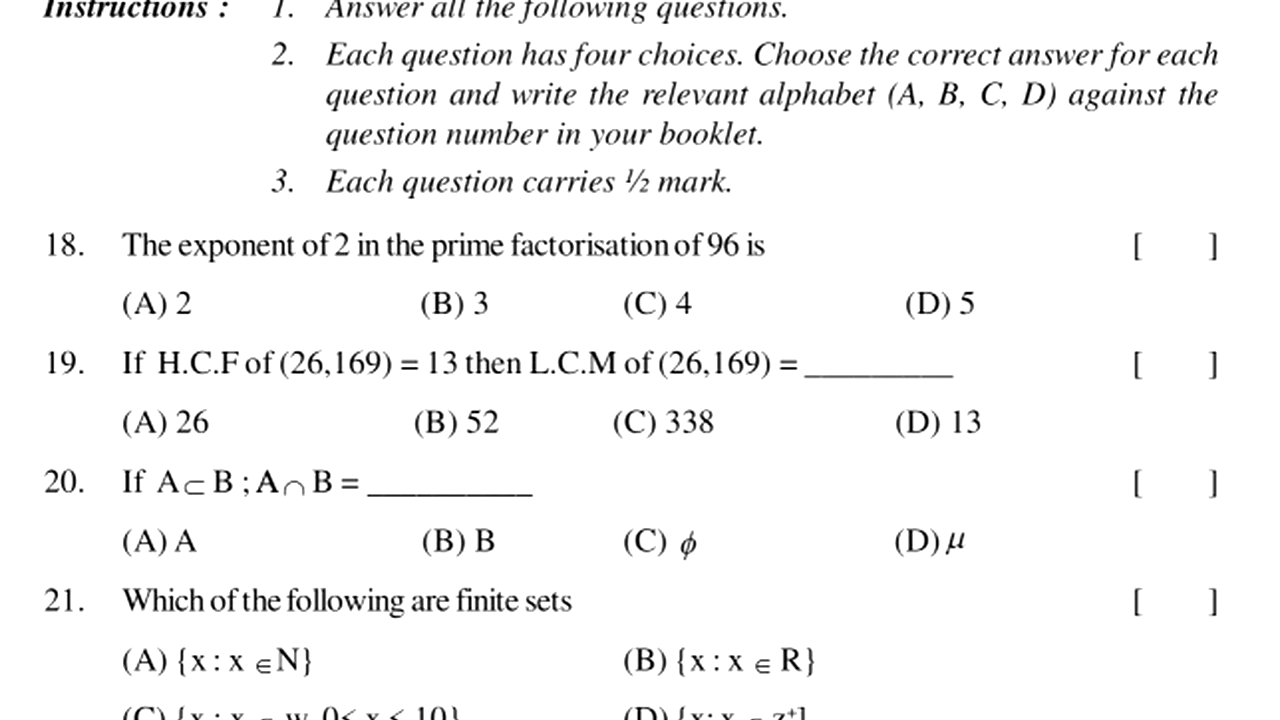 Instructions : 1. Answer all the following questions.
2. Each question has four choices. Choose the correct answer for each
question and write the relevant alphabet (A, B, C, D) against the
question number in your booklet.
3. Each question carries ½ mark.
18. The exponent of 2 in the prime factorisation of 96 is [ ]
(A) 2 (B) 3 (C) 4 (D) 5
19. If H.C.F of (26,169) = 13 then L.C.M of (26,169) = _________ [ ]
(A) 26 (B) 52 (C) 338 (D) 13
20. If A⊂B ; A∩B = __________ [ ]
(A) A (B) B (C) ϕ (D) μ
21. Which of the following are finite sets [ ]
(A) {x : x ∈N} (B) {x : x ∈ R}
(C) {x : x w, 0< x < 10} (D) {x: x z⁺}